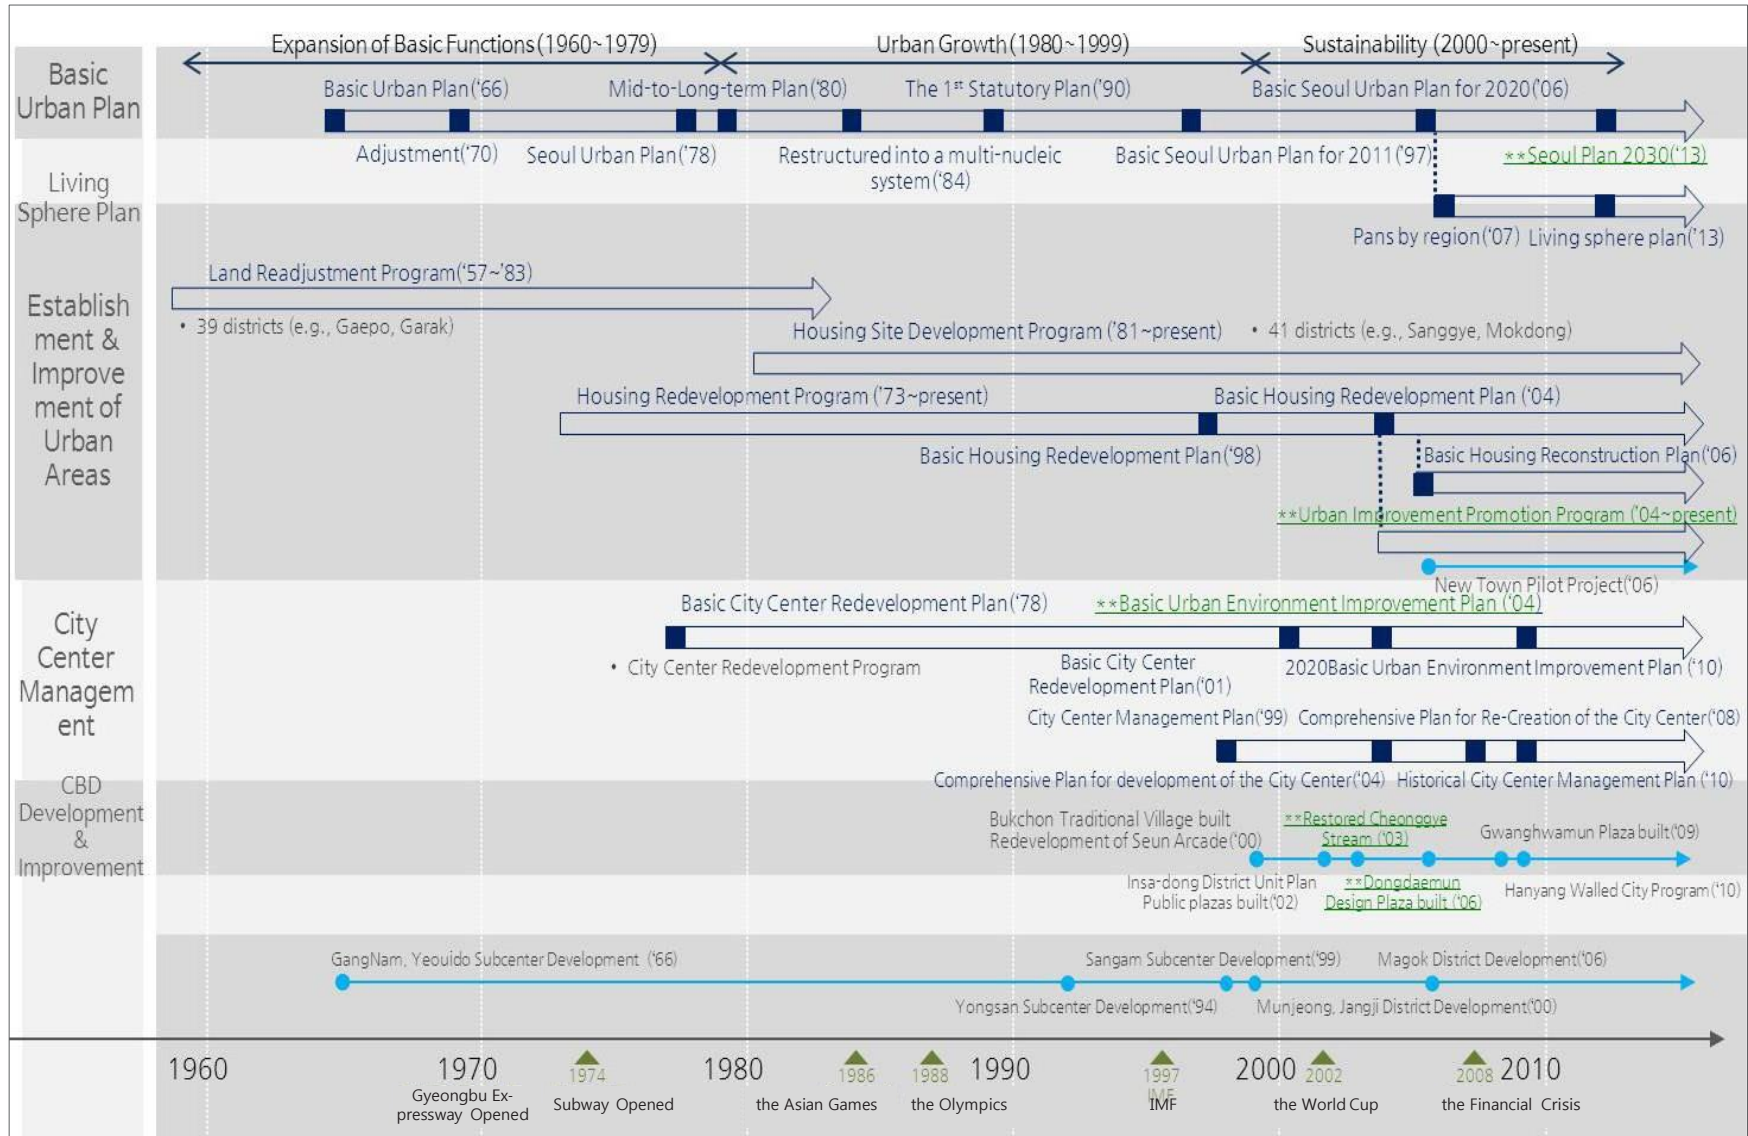 Expansion of Basic Functions (1960~1979)
Urban Growth (1980~1999)
Sustainability (2000~present)
Basic
Urban Plan
Basic Urban Plan(‘66)
Mid-to-Long-term Plan(‘80)
The 1st Statutory Plan(‘90)
Basic Seoul Urban Plan for 2020(‘06)
Adjustment(‘70)
Seoul Urban Plan(‘78)
Restructured into a multi-nucleic
system(‘84)
Basic Seoul Urban Plan for 2011(‘97)
**Seoul Plan 2030(‘13)
Living
Sphere Plan
Pans by region(‘07)
Living sphere plan(’13)
Establish
ment &
Improve
ment of
Urban
Areas
Land Readjustment Program(‘57~’83)
• 39 districts (e.g., Gaepo, Garak)
Housing Site Development Program (’81~present)
• 41 districts (e.g., Sanggye, Mokdong)
Housing Redevelopment Program (’73~present)
Basic Housing Redevelopment Plan (‘04)
Basic Housing Redevelopment Plan(‘98)
Basic Housing Reconstruction Plan(‘06)
**Urban Improvement Promotion Program (’04~present)
New Town Pilot Project(‘06)
City
Center
Managem
ent
Basic City Center Redevelopment Plan(‘78)
**Basic Urban Environment Improvement Plan (‘04)
• City Center Redevelopment Program
Basic City Center
Redevelopment Plan(‘01)
2020Basic Urban Environment Improvement Plan (‘10)
City Center Management Plan(‘99)
Comprehensive Plan for Re-Creation of the City Center(‘08)
Comprehensive Plan for development of the City Center(‘04)
Historical City Center Management Plan (‘10)
CBD
Development
&
Improvement
Bukchon Traditional Village built
Redevelopment of Seun Arcade(‘00)
**Restored Cheonggye
Stream (‘03)
Gwanghwamun Plaza built(‘09)
Insa-dong District Unit Plan
Public plazas built(‘02)
**Dongdaemun
Design Plaza built (‘06)
Hanyang Walled City Program(‘10)
GangNam, Yeouido Subcenter Development (‘66)
Sangam Subcenter Development(‘99)
Magok District Development(‘06)
Yongsan Subcenter Development(‘94)
Munjeong, Jangji District Development(‘00)
1960
1970
1974
1980
1986
1988
1990
1997
2000
2002
2008
2010
IMF
Gyeongbu Ex-
pressway Opened
Subway Opened
the Asian Games
the Olympics
IMF
the World Cup
the Financial Crisis